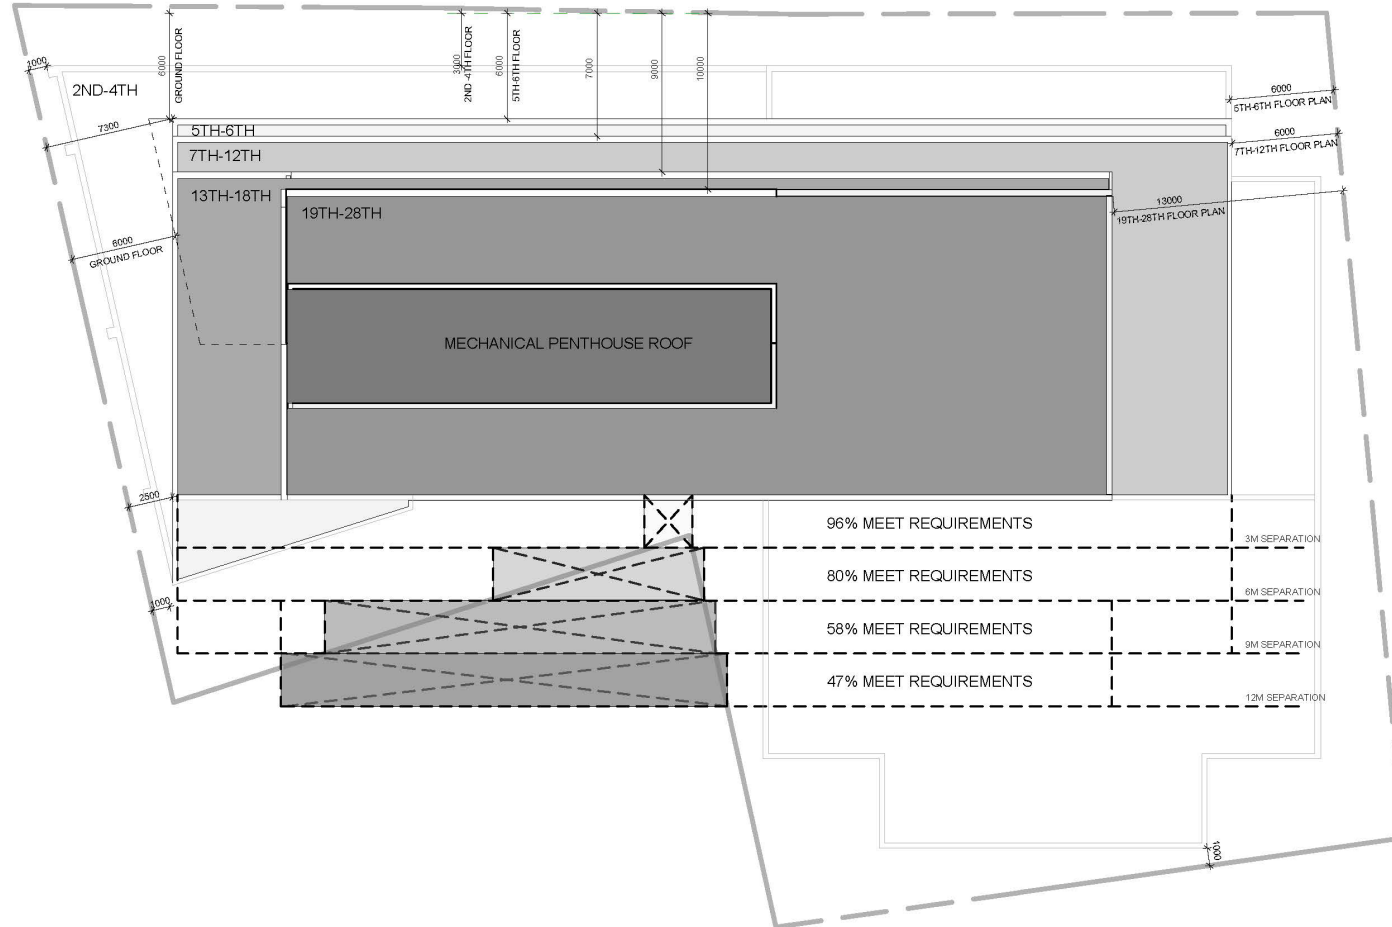 1000
6000
GROUND FLOOR
3000
2ND -4TH FLOOR
6000
5TH-6TH FLOOR
7000
9000
10000
2ND-4TH
6000
5TH-6TH FLOOR PLAN
7300
5TH-6TH
6000
7TH-12TH FLOOR PLAN
7TH-12TH
13TH-18TH
13000
19TH-28TH FLOOR PLAN
19TH-28TH
6000
GROUND FLOOR
MECHANICAL PENTHOUSE ROOF
2500
96% MEET REQUIREMENTS
3M SEPARATION
80% MEET REQUIREMENTS
6M SEPARATION
1000
58% MEET REQUIREMENTS
9M SEPARATION
47% MEET REQUIREMENTS
12M SEPARATION
1000